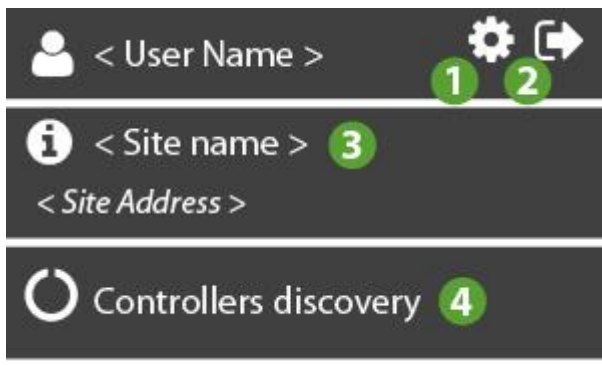 < User Name >
1 2
< Site name > 3
< Site Address >
Controllers discovery 4